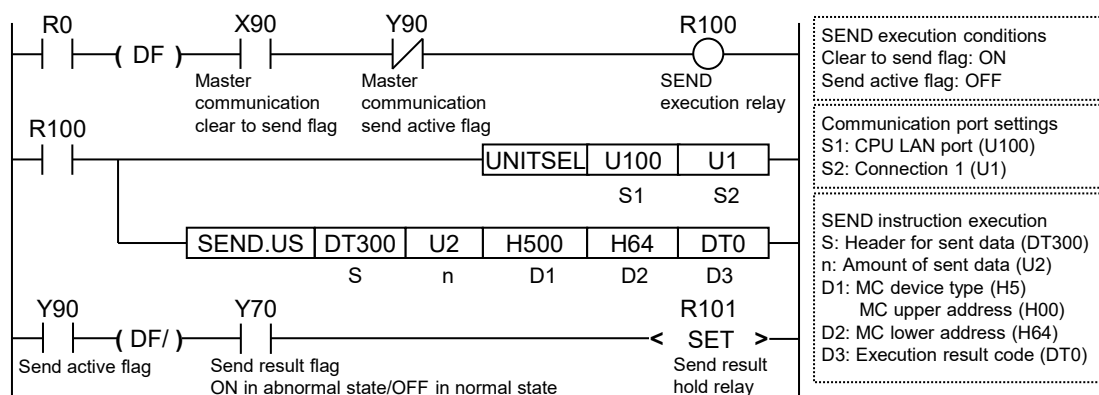 R0 X90 Y90 R100
( DF )
Master communication clear to send flag
Master communication send active flag
SEND execution relay
R100
UNITSEL U100 U1
S1 S2
SEND.US DT300 U2 H500 H64 DT0
S n D1 D2 D3
Y90 Y70 R101
( DF/ ) < SET >
Send active flag
Send result flag
ON in abnormal state/OFF in normal state
Send result
hold relay
SEND execution conditions
Clear to send flag: ON
Send active flag: OFF
Communication port settings
S1: CPU LAN port (U100)
S2: Connection 1 (U1)
SEND instruction execution
S: Header for sent data (DT300)
n: Amount of sent data (U2)
D1: MC device type (H5)
MC upper address (H00)
D2: MC lower address (H64)
D3: Execution result code (DT0)